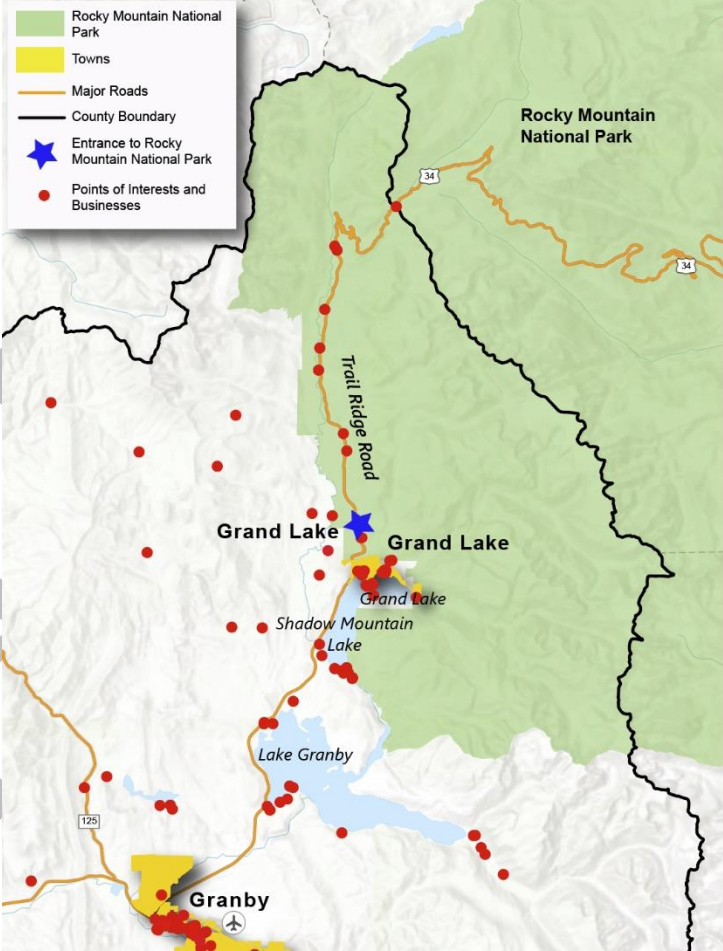 Rocky Mountain National
Park
Towns
Major Roads
County Boundary
Entrance to Rocky
Mountain National Park
Points of Interests and
Businesses
Rocky Mountain
National Park
34
34
Trail Ridge Road
Grand Lake
Grand Lake
Grand Lake
Shadow Mountain
Lake
Lake Granby
125
Granby